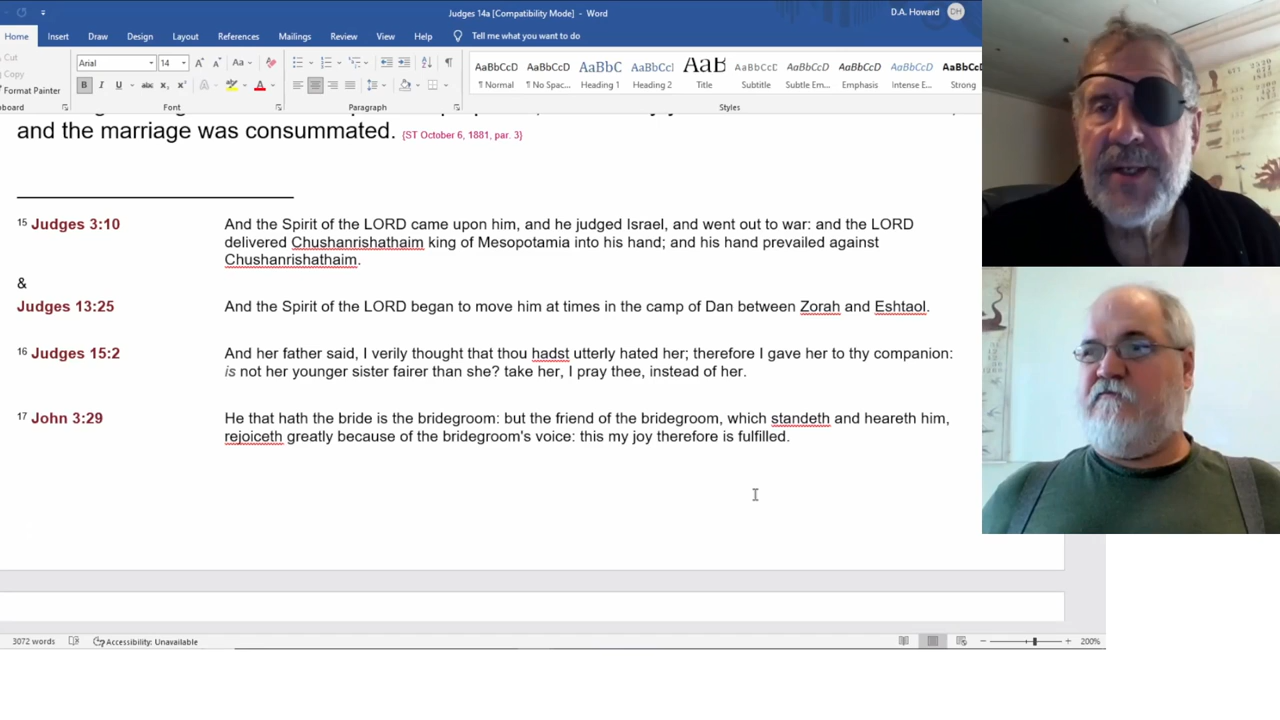 Judges 14a [Compatibility Mode] - Word
D.A. Howard
DH
Home Insert Draw Design Layout References Mailings Review View Help Tell me what you want to do
Cut
Copy
Format Painter
Arial 14
Aa
B I U abc x₂ x² A A
AaBbCcD AaBbCcD AaBbC AaBbCcI AaB AaBbCcD AaBbCcD AaBbCcD AaBbCcD AaBbCcD
¶ Normal ¶ No Spac... Heading 1 Heading 2 Title Subtitle Subtle Em... Emphasis Intense E... Strong
board Font Paragraph Styles
and the marriage was consummated. {ST October 6, 1881, par. 3}
15 Judges 3:10 And the Spirit of the LORD came upon him, and he judged Israel, and went out to war: and the LORD
delivered Chushanrishathaim king of Mesopotamia into his hand; and his hand prevailed against
Chushanrishathaim.
&
Judges 13:25 And the Spirit of the LORD began to move him at times in the camp of Dan between Zorah and Eshtaol.
16 Judges 15:2 And her father said, I verily thought that thou hadst utterly hated her; therefore I gave her to thy companion:
is not her younger sister fairer than she? take her, I pray thee, instead of her.
17 John 3:29 He that hath the bride is the bridegroom: but the friend of the bridegroom, which standeth and heareth him,
rejoiceth greatly because of the bridegroom's voice: this my joy therefore is fulfilled.
3072 words Accessibility: Unavailable 200%